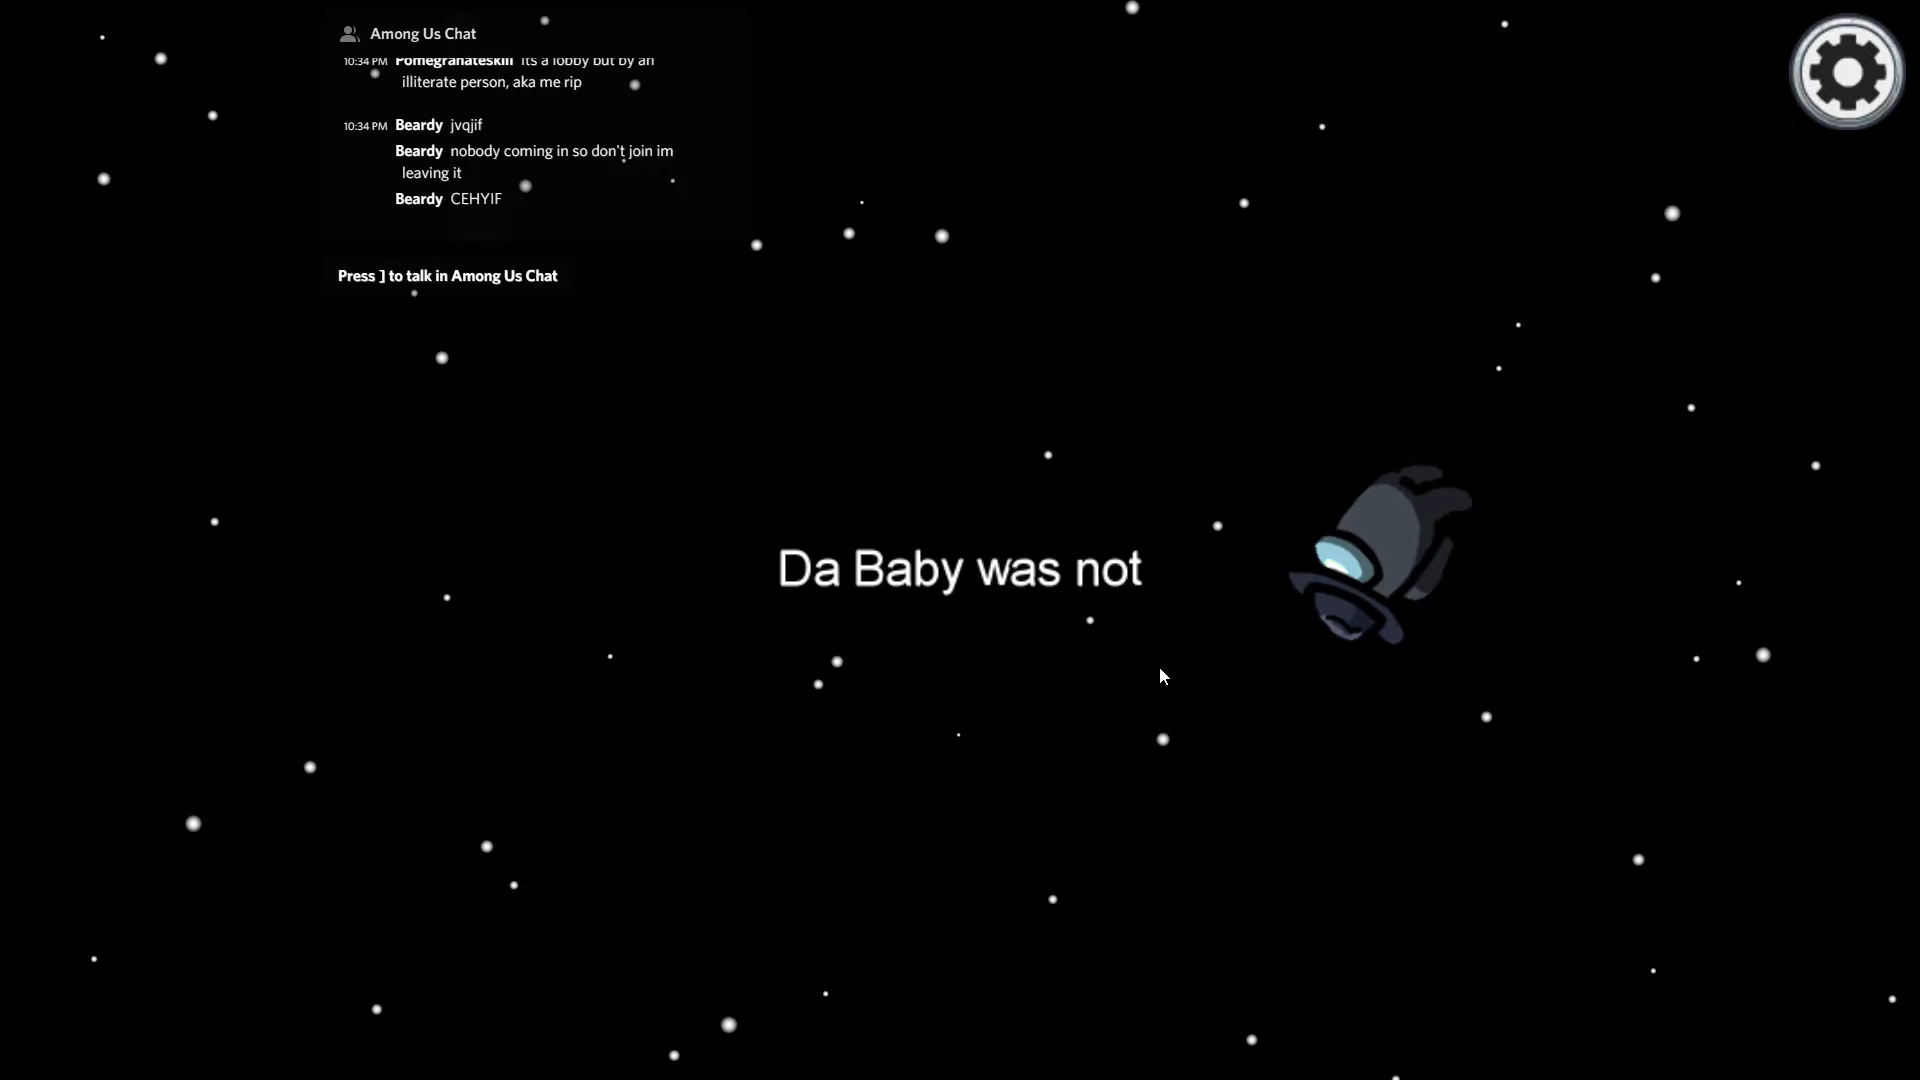 Among Us Chat
10:34 PM Pomegranateskill its a lobby but by an
illiterate person, aka me rip
10:34 PM Beardy jvqjif
Beardy nobody coming in so don't join im
leaving it
Beardy CEHYIF
Press ] to talk in Among Us Chat
Da Baby was not